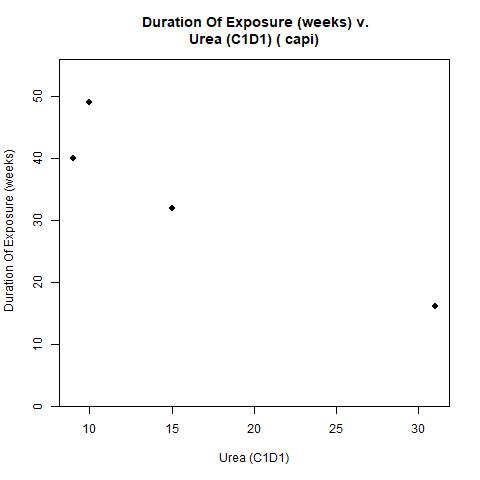 Duration Of Exposure (weeks) v.
Urea (C1D1) ( capi)
Duration Of Exposure (weeks)
50
40
30
20
10
0
10 15 20 25 30
Urea (C1D1)